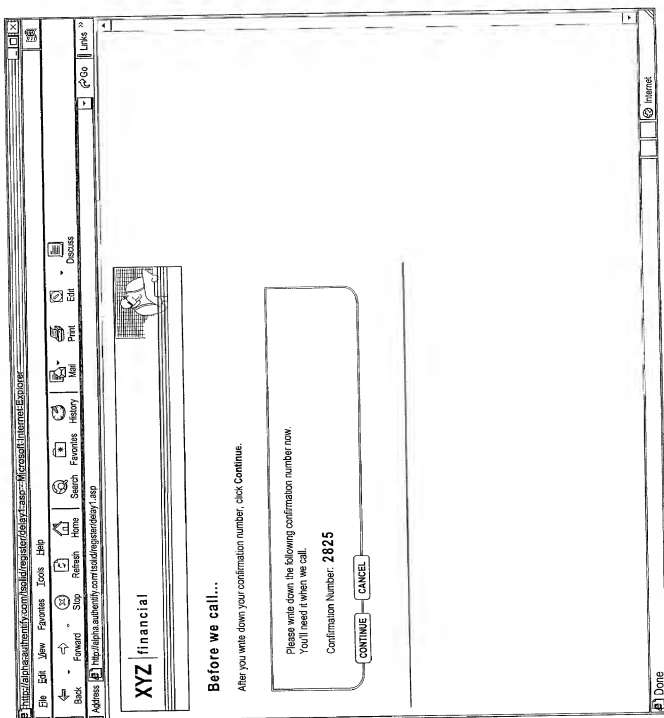 http://alpha-authentify.com/tsolid/register/delay1.asp - Microsoft Internet Explorer
File Edit View Favorites Tools Help
Back Forward Stop Refresh Home Search Favorites History Mail Print Edit Discuss
Address http://alpha.authentify.com/tsolid/register/delay1.asp Go Links »
XYZ financial
Before we call...
After you write down your confirmation number, click Continue.
Please write down the following confirmation number now.
You'll need it when we call.
Confirmation Number: 2825
CONTINUE CANCEL
Done Internet